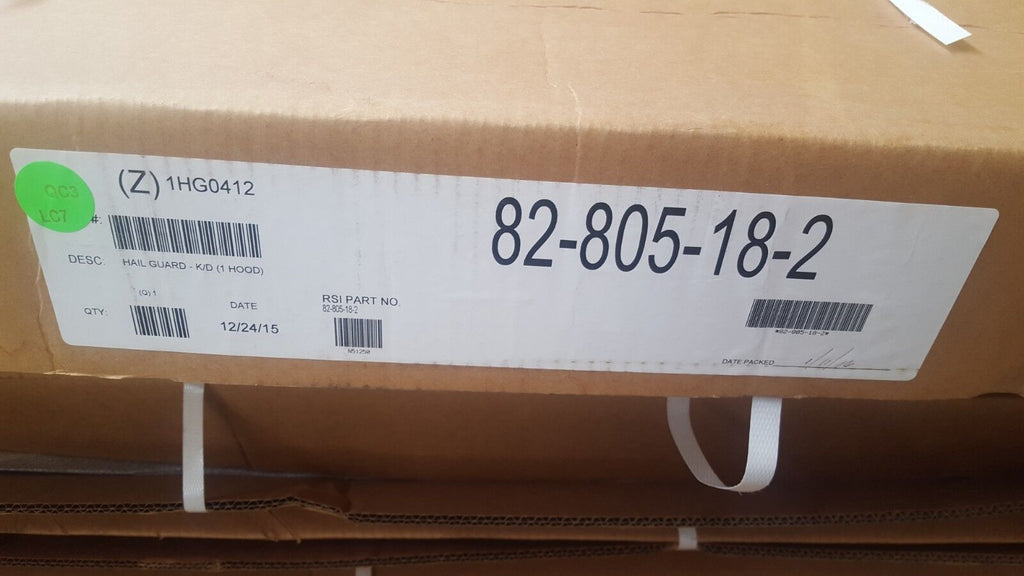 QC3
LC7
(Z) 1HG0412
#:
DESC. HAIL GUARD - K/D (1 HOOD)
82-805-18-2
(Q) 1
QTY:
DATE
12/24/15
RSI PART NO.
82-805-18-2
N51250
*82-805-18-2*
DATE PACKED